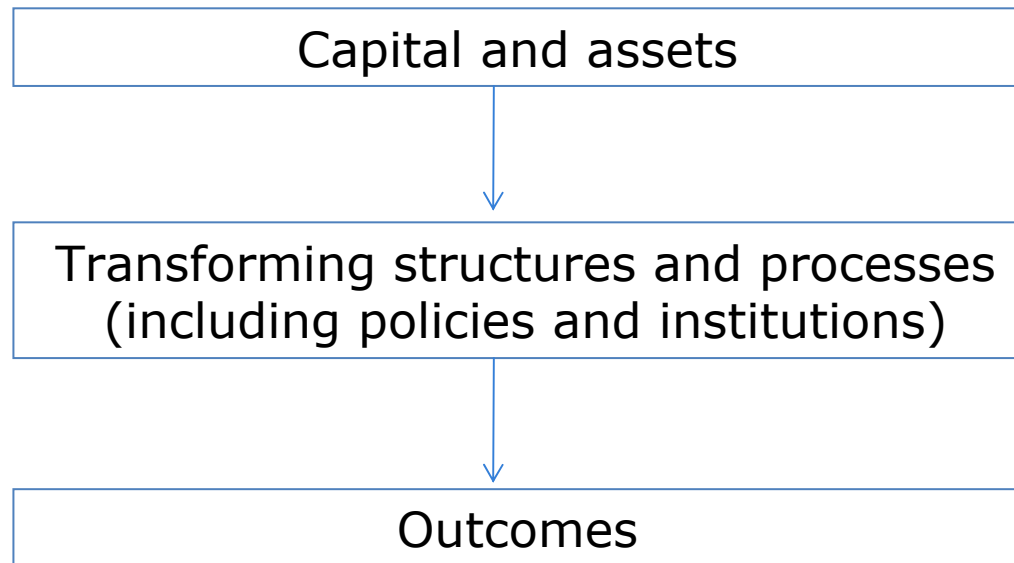 Capital and assets
Transforming structures and processes
(including policies and institutions)
Outcomes